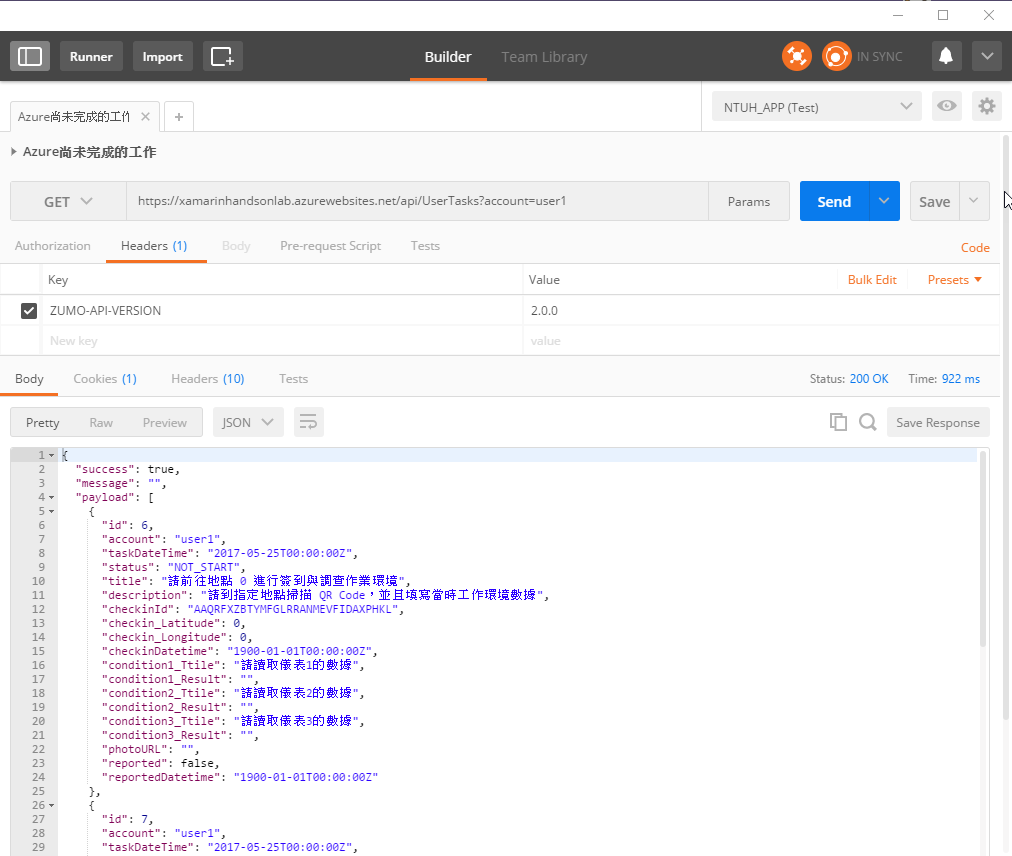 Runner Import Builder Team Library IN SYNC
Azure尚未完成的工作 NTUH_APP (Test)
Azure尚未完成的工作
GET https://xamarinhandsonlab.azurewebsites.net/api/UserTasks?account=user1 Params Send Save
Authorization Headers (1) Body Pre-request Script Tests Code
Key Value Bulk Edit Presets
ZUMO-API-VERSION 2.0.0
New key value
Body Cookies (1) Headers (10) Tests Status: 200 OK Time: 922 ms
Pretty Raw Preview JSON Save Response
1 {
2 "success": true,
3 "message": "",
4 "payload": [
5 {
6 "id": 6,
7 "account": "user1",
8 "taskDateTime": "2017-05-25T00:00:00Z",
9 "status": "NOT_START",
10 "title": "請前往地點 0 進行簽到與調查作業環境",
11 "description": "請到指定地點掃描 QR Code，並且填寫當時工作環境數據",
12 "checkinId": "AAQRFXZBTYMFGLRRANMEVFIDAXPHKL",
13 "checkin_Latitude": 0,
14 "checkin_Longitude": 0,
15 "checkinDatetime": "1900-01-01T00:00:00Z",
16 "condition1_Ttile": "請讀取儀表1的數據",
17 "condition1_Result": "",
18 "condition2_Ttile": "請讀取儀表2的數據",
19 "condition2_Result": "",
20 "condition3_Ttile": "請讀取儀表3的數據",
21 "condition3_Result": "",
22 "photoURL": "",
23 "reported": false,
24 "reportedDatetime": "1900-01-01T00:00:00Z"
25 },
26 {
27 "id": 7,
28 "account": "user1",
29 "taskDateTime": "2017-05-25T00:00:00Z",